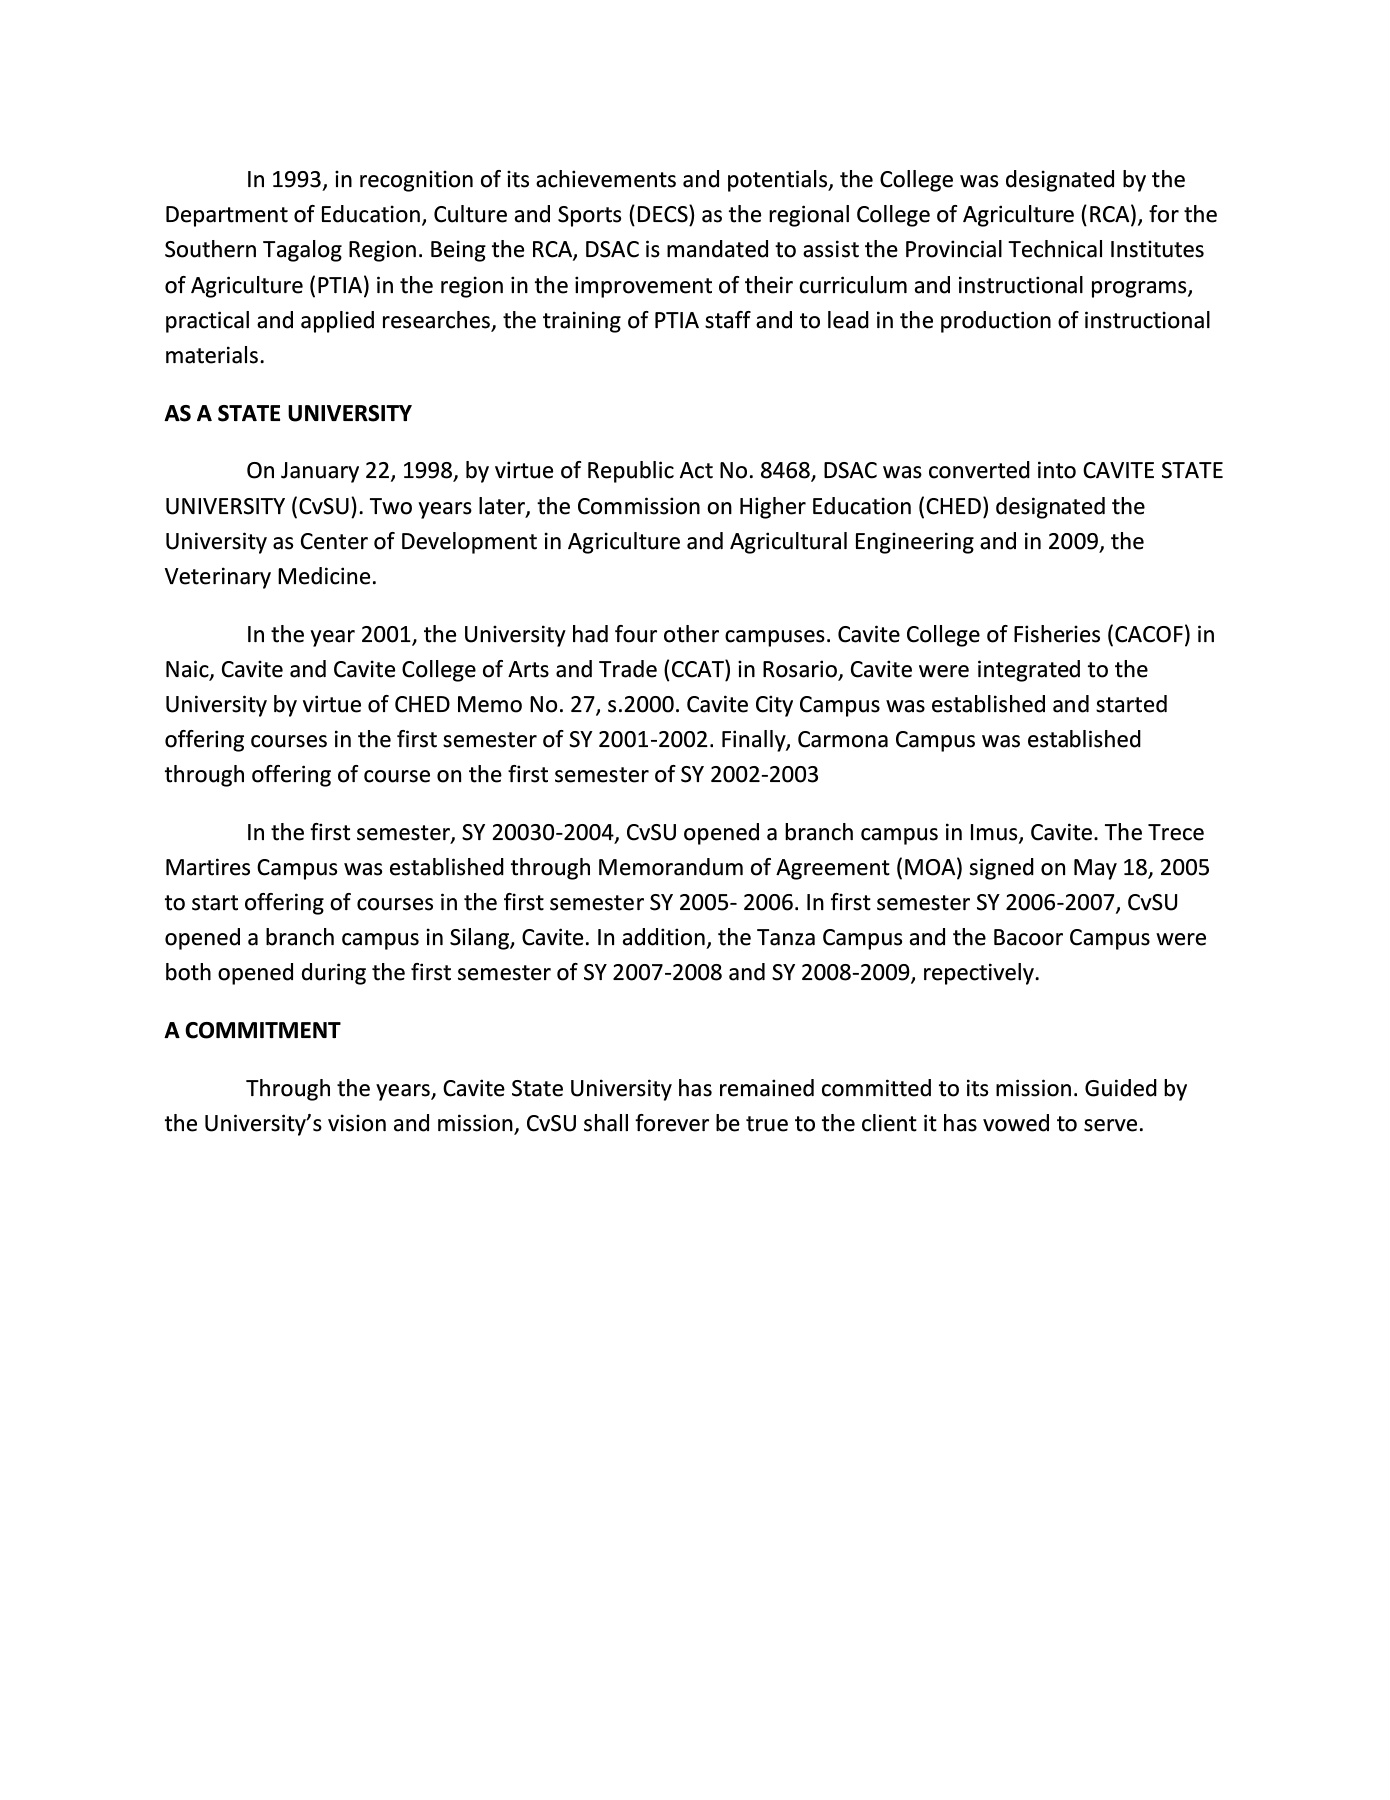 In 1993, in recognition of its achievements and potentials, the College was designated by the
Department of Education, Culture and Sports (DECS) as the regional College of Agriculture (RCA), for the
Southern Tagalog Region. Being the RCA, DSAC is mandated to assist the Provincial Technical Institutes
of Agriculture (PTIA) in the region in the improvement of their curriculum and instructional programs,
practical and applied researches, the training of PTIA staff and to lead in the production of instructional
materials.
AS A STATE UNIVERSITY
On January 22, 1998, by virtue of Republic Act No. 8468, DSAC was converted into CAVITE STATE
UNIVERSITY (CvSU). Two years later, the Commission on Higher Education (CHED) designated the
University as Center of Development in Agriculture and Agricultural Engineering and in 2009, the
Veterinary Medicine.
In the year 2001, the University had four other campuses. Cavite College of Fisheries (CACOF) in
Naic, Cavite and Cavite College of Arts and Trade (CCAT) in Rosario, Cavite were integrated to the
University by virtue of CHED Memo No. 27, s.2000. Cavite City Campus was established and started
offering courses in the first semester of SY 2001-2002. Finally, Carmona Campus was established
through offering of course on the first semester of SY 2002-2003
In the first semester, SY 20030-2004, CvSU opened a branch campus in Imus, Cavite. The Trece
Martires Campus was established through Memorandum of Agreement (MOA) signed on May 18, 2005
to start offering of courses in the first semester SY 2005- 2006. In first semester SY 2006-2007, CvSU
opened a branch campus in Silang, Cavite. In addition, the Tanza Campus and the Bacoor Campus were
both opened during the first semester of SY 2007-2008 and SY 2008-2009, repectively.
A COMMITMENT
Through the years, Cavite State University has remained committed to its mission. Guided by
the University’s vision and mission, CvSU shall forever be true to the client it has vowed to serve.